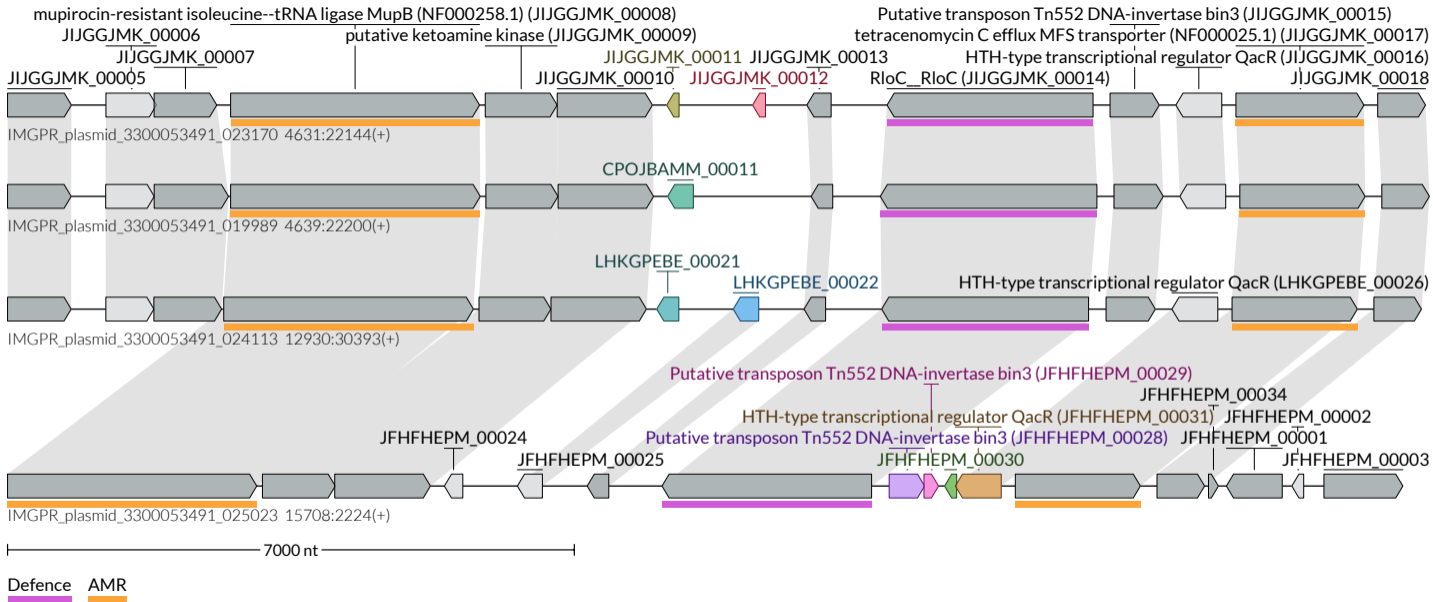 mupirocin-resistant isoleucine--tRNA ligase MupB (NF000258.1) (JIJGGJMK_00008)
Putative transposon Tn552 DNA-invertase bin3 (JIJGGJMK_00015)
JIJGGJMK_00006
putative ketoamine kinase (JIJGGJMK_00009)
tetracenomycin C efflux MFS transporter (NF000025.1) (JIJGGJMK_00017)
JIJGGJMK_00007
JIJGGJMK_00011
JIJGGJMK_00013
HTH-type transcriptional regulator QacR (JIJGGJMK_00016)
JIJGGJMK_00005
JIJGGJMK_00010
JIJGGJMK_00012
RloC__RloC (JIJGGJMK_00014)
JIJGGJMK_00018
IMGPR_plasmid_3300053491_023170 4631:22144(+)
CPOJBAMM_00011
IMGPR_plasmid_3300053491_019989 4639:22200(+)
LHKGPEBE_00021
LHKGPEBE_00022
HTH-type transcriptional regulator QacR (LHKGPEBE_00026)
IMGPR_plasmid_3300053491_024113 12930:30393(+)
Putative transposon Tn552 DNA-invertase bin3 (JFHFHEPM_00029)
JFHFHEPM_00034
HTH-type transcriptional regulator QacR (JFHFHEPM_00031)
JFHFHEPM_00002
JFHFHEPM_00024
Putative transposon Tn552 DNA-invertase bin3 (JFHFHEPM_00028)
JFHFHEPM_00001
JFHFHEPM_00025
JFHFHEPM_00030
JFHFHEPM_00003
IMGPR_plasmid_3300053491_025023 15708:2224(+)
7000 nt
Defence
AMR